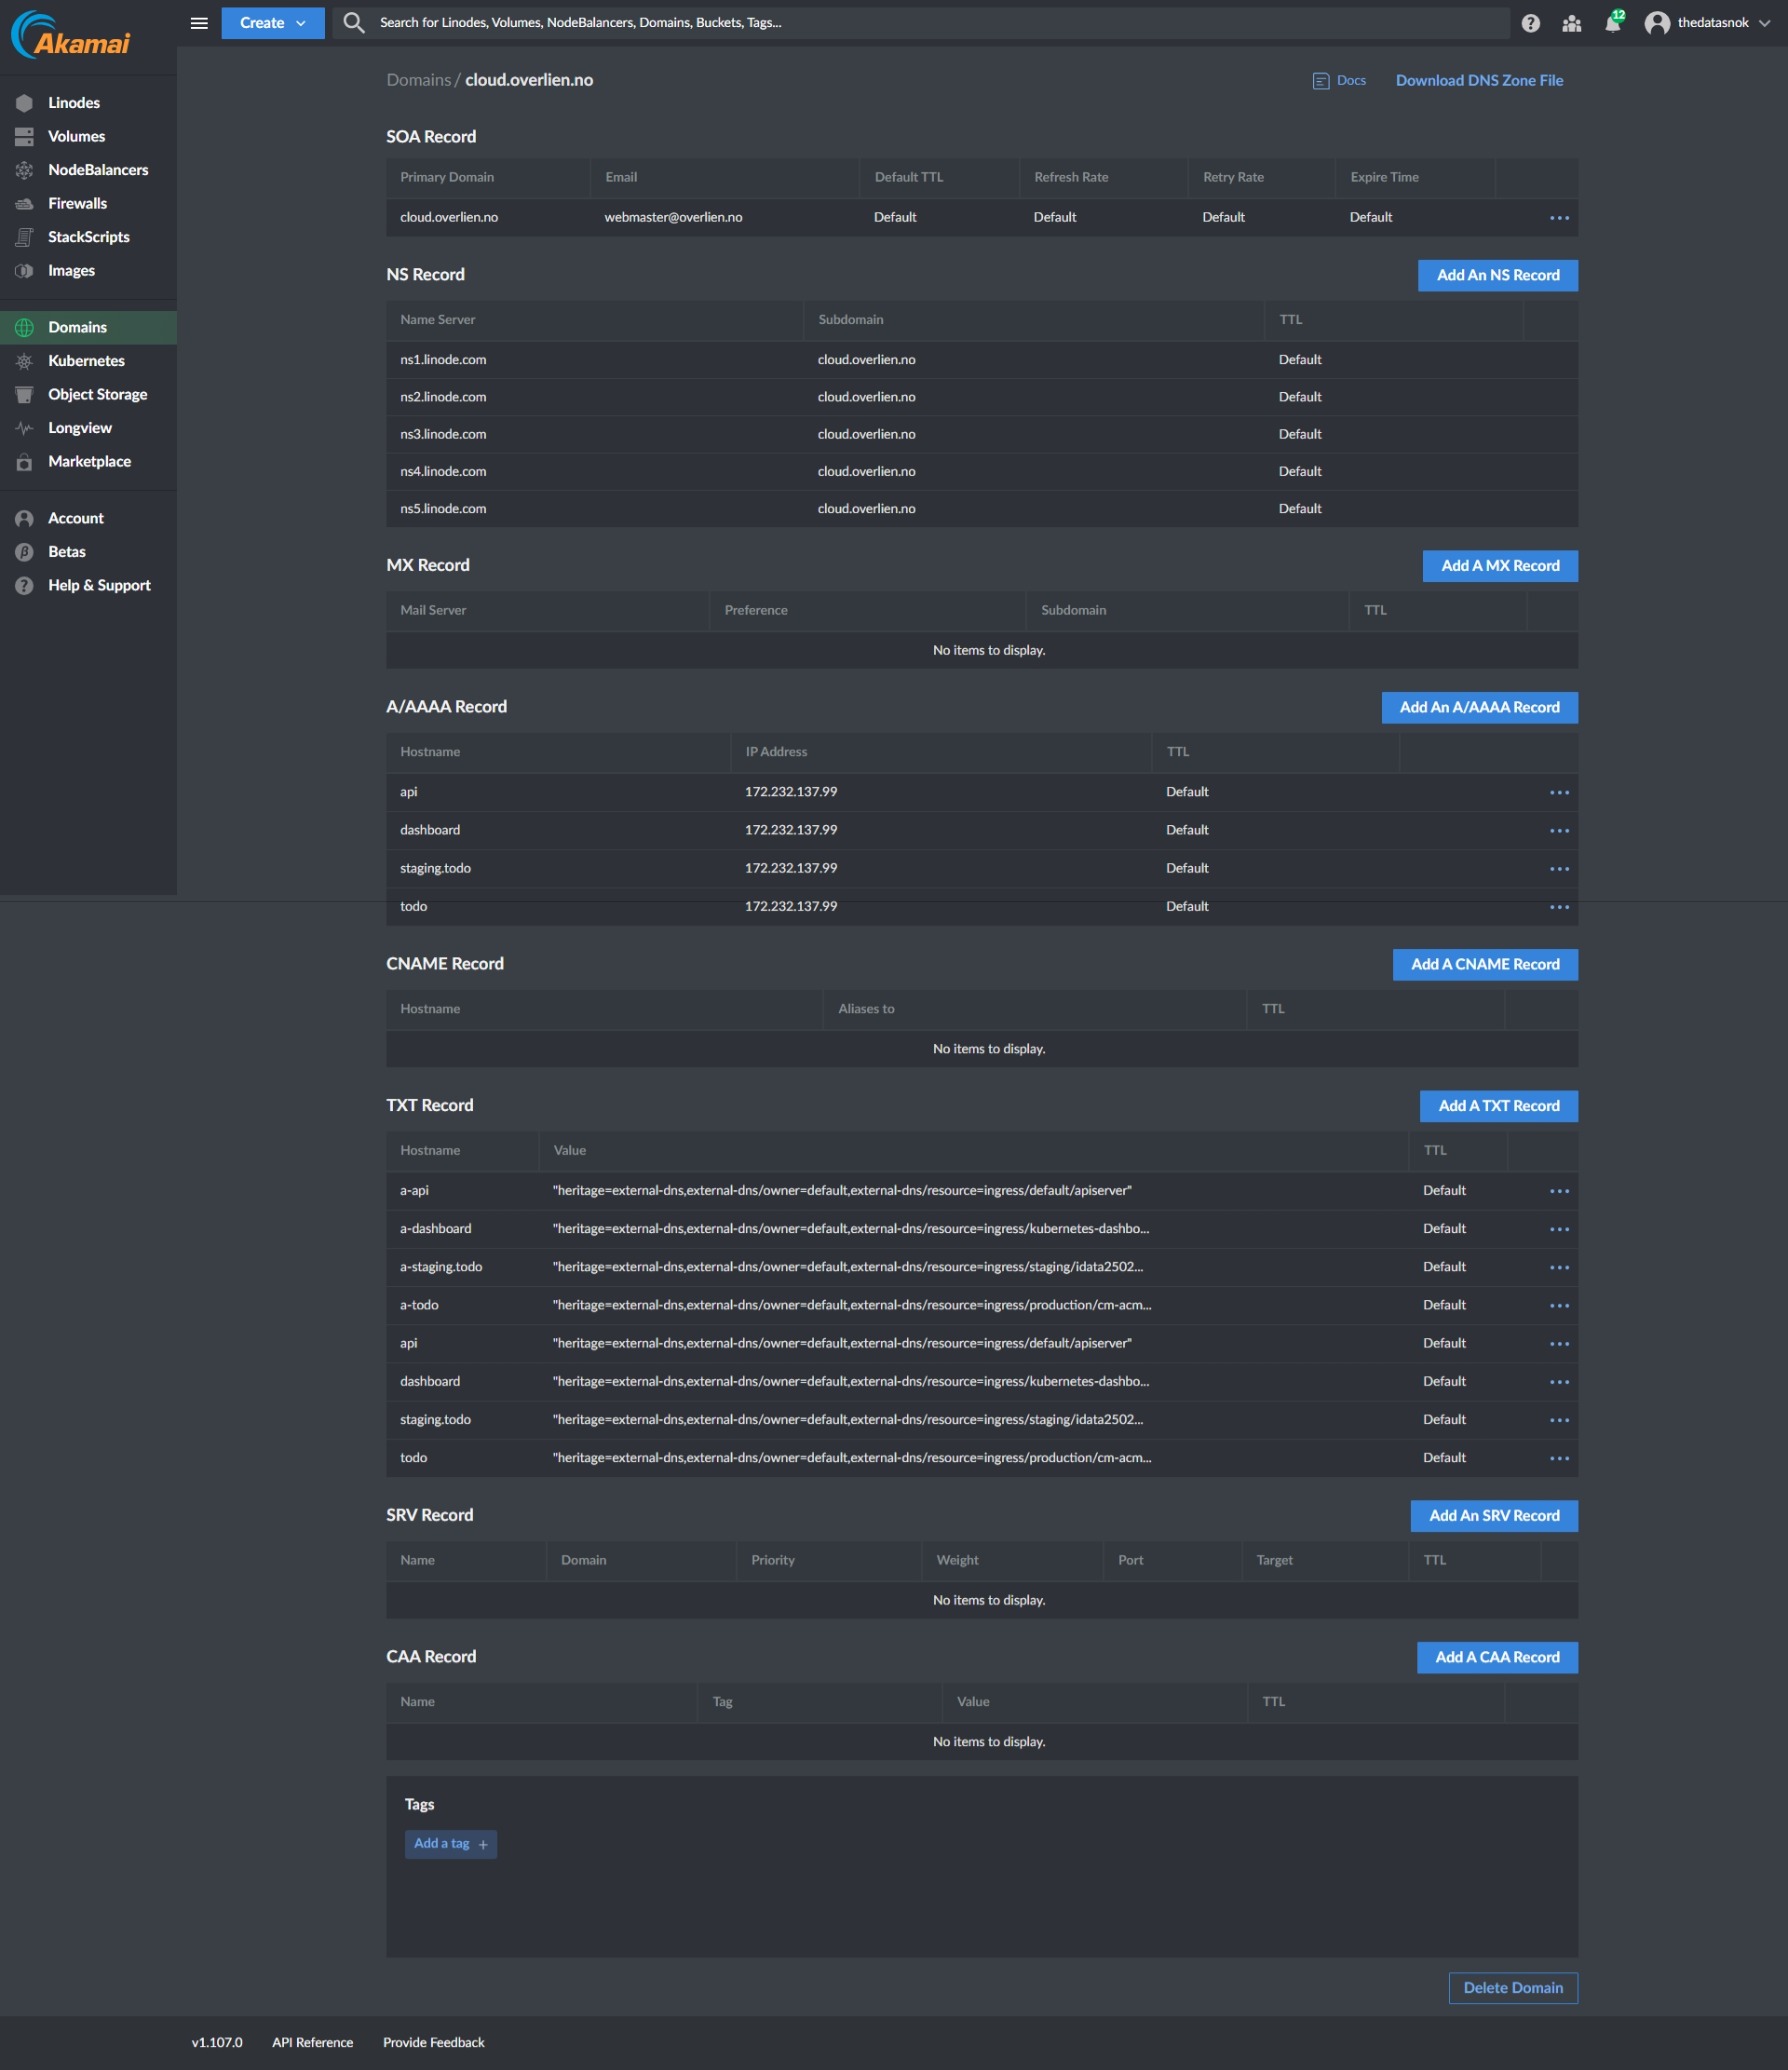 Akamai
Create
Search for Linodes, Volumes, NodeBalancers, Domains, Buckets, Tags...
12
thedatasnok
Linodes
Volumes
NodeBalancers
Firewalls
StackScripts
Images
Domains
Kubernetes
Object Storage
Longview
Marketplace
Account
Betas
Help & Support
Domains / cloud.overlien.no
Docs
Download DNS Zone File
SOA Record
Primary Domain Email Default TTL Refresh Rate Retry Rate Expire Time
cloud.overlien.no webmaster@overlien.no Default Default Default Default
NS Record
Add An NS Record
Name Server Subdomain TTL
ns1.linode.com cloud.overlien.no Default
ns2.linode.com cloud.overlien.no Default
ns3.linode.com cloud.overlien.no Default
ns4.linode.com cloud.overlien.no Default
ns5.linode.com cloud.overlien.no Default
MX Record
Add A MX Record
Mail Server Preference Subdomain TTL
No items to display.
A/AAAA Record
Add An A/AAAA Record
Hostname IP Address TTL
api 172.232.137.99 Default
dashboard 172.232.137.99 Default
staging.todo 172.232.137.99 Default
todo 172.232.137.99 Default
CNAME Record
Add A CNAME Record
Hostname Aliases to TTL
No items to display.
TXT Record
Add A TXT Record
Hostname Value TTL
a-api "heritage=external-dns,external-dns/owner=default,external-dns/resource=ingress/default/apiserver" Default
a-dashboard "heritage=external-dns,external-dns/owner=default,external-dns/resource=ingress/kubernetes-dashbo... Default
a-staging.todo "heritage=external-dns,external-dns/owner=default,external-dns/resource=ingress/staging/idata2502... Default
a-todo "heritage=external-dns,external-dns/owner=default,external-dns/resource=ingress/production/cm-acm... Default
api "heritage=external-dns,external-dns/owner=default,external-dns/resource=ingress/default/apiserver" Default
dashboard "heritage=external-dns,external-dns/owner=default,external-dns/resource=ingress/kubernetes-dashbo... Default
staging.todo "heritage=external-dns,external-dns/owner=default,external-dns/resource=ingress/staging/idata2502... Default
todo "heritage=external-dns,external-dns/owner=default,external-dns/resource=ingress/production/cm-acm... Default
SRV Record
Add An SRV Record
Name Domain Priority Weight Port Target TTL
No items to display.
CAA Record
Add A CAA Record
Name Tag Value TTL
No items to display.
Tags
Add a tag +
Delete Domain
v1.107.0 API Reference Provide Feedback